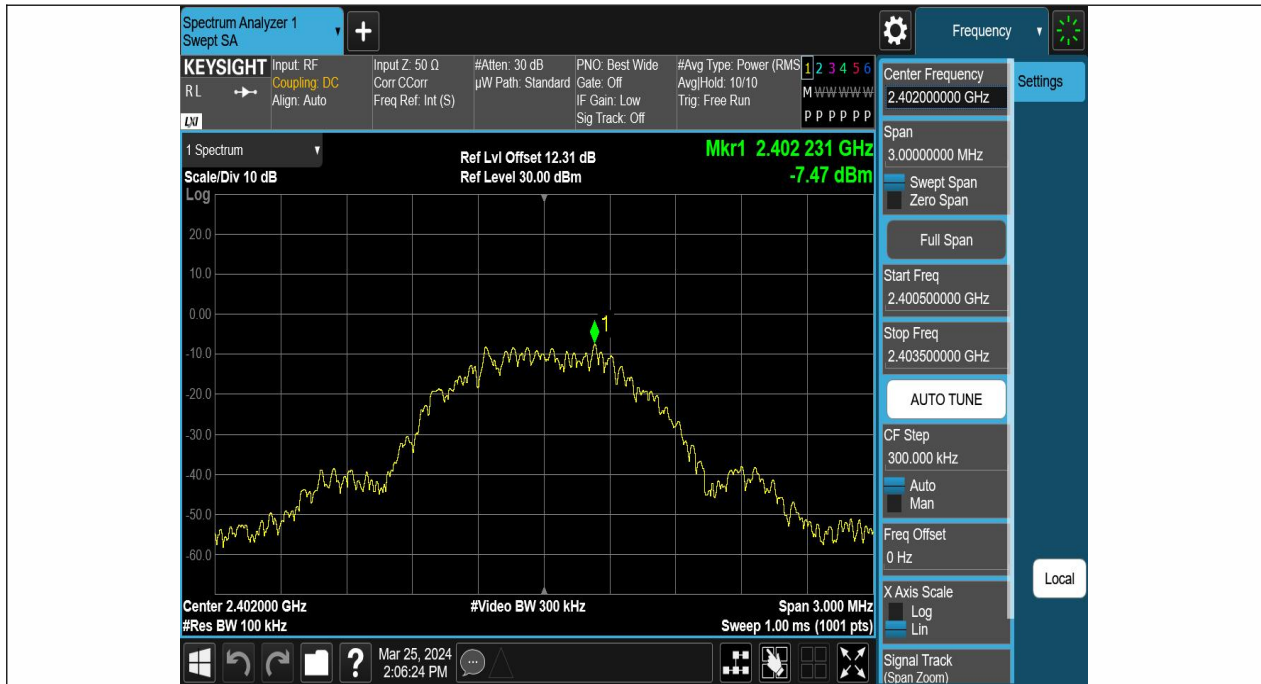 Spectrum Analyzer 1
Swept SA
+
Frequency
KEYSIGHT
RL
LXI
Input: RF
Coupling: DC
Align: Auto
Input Z: 50 Ω
Corr CCorr
Freq Ref: Int (S)
#Atten: 30 dB
µW Path: Standard
PNO: Best Wide
Gate: Off
IF Gain: Low
Sig Track: Off
#Avg Type: Power (RMS
Avg|Hold: 10/10
Trig: Free Run
1 2 3 4 5 6
M W W W W W
P P P P P P
1 Spectrum
Scale/Div 10 dB
Ref Lvl Offset 12.31 dB
Ref Level 30.00 dBm
Mkr1 2.402 231 GHz
-7.47 dBm
Log
20.0
10.0
0.00
-10.0
-20.0
-30.0
-40.0
-50.0
-60.0
1
Center 2.402000 GHz
#Res BW 100 kHz
#Video BW 300 kHz
Span 3.000 MHz
Sweep 1.00 ms (1001 pts)
Center Frequency
2.402000000 GHz
Span
3.00000000 MHz
Swept Span
Zero Span
Full Span
Start Freq
2.400500000 GHz
Stop Freq
2.403500000 GHz
AUTO TUNE
CF Step
300.000 kHz
Auto
Man
Freq Offset
0 Hz
X Axis Scale
Log
Lin
Signal Track
(Span Zoom)
Settings
Local
?
Mar 25, 2024
2:06:24 PM